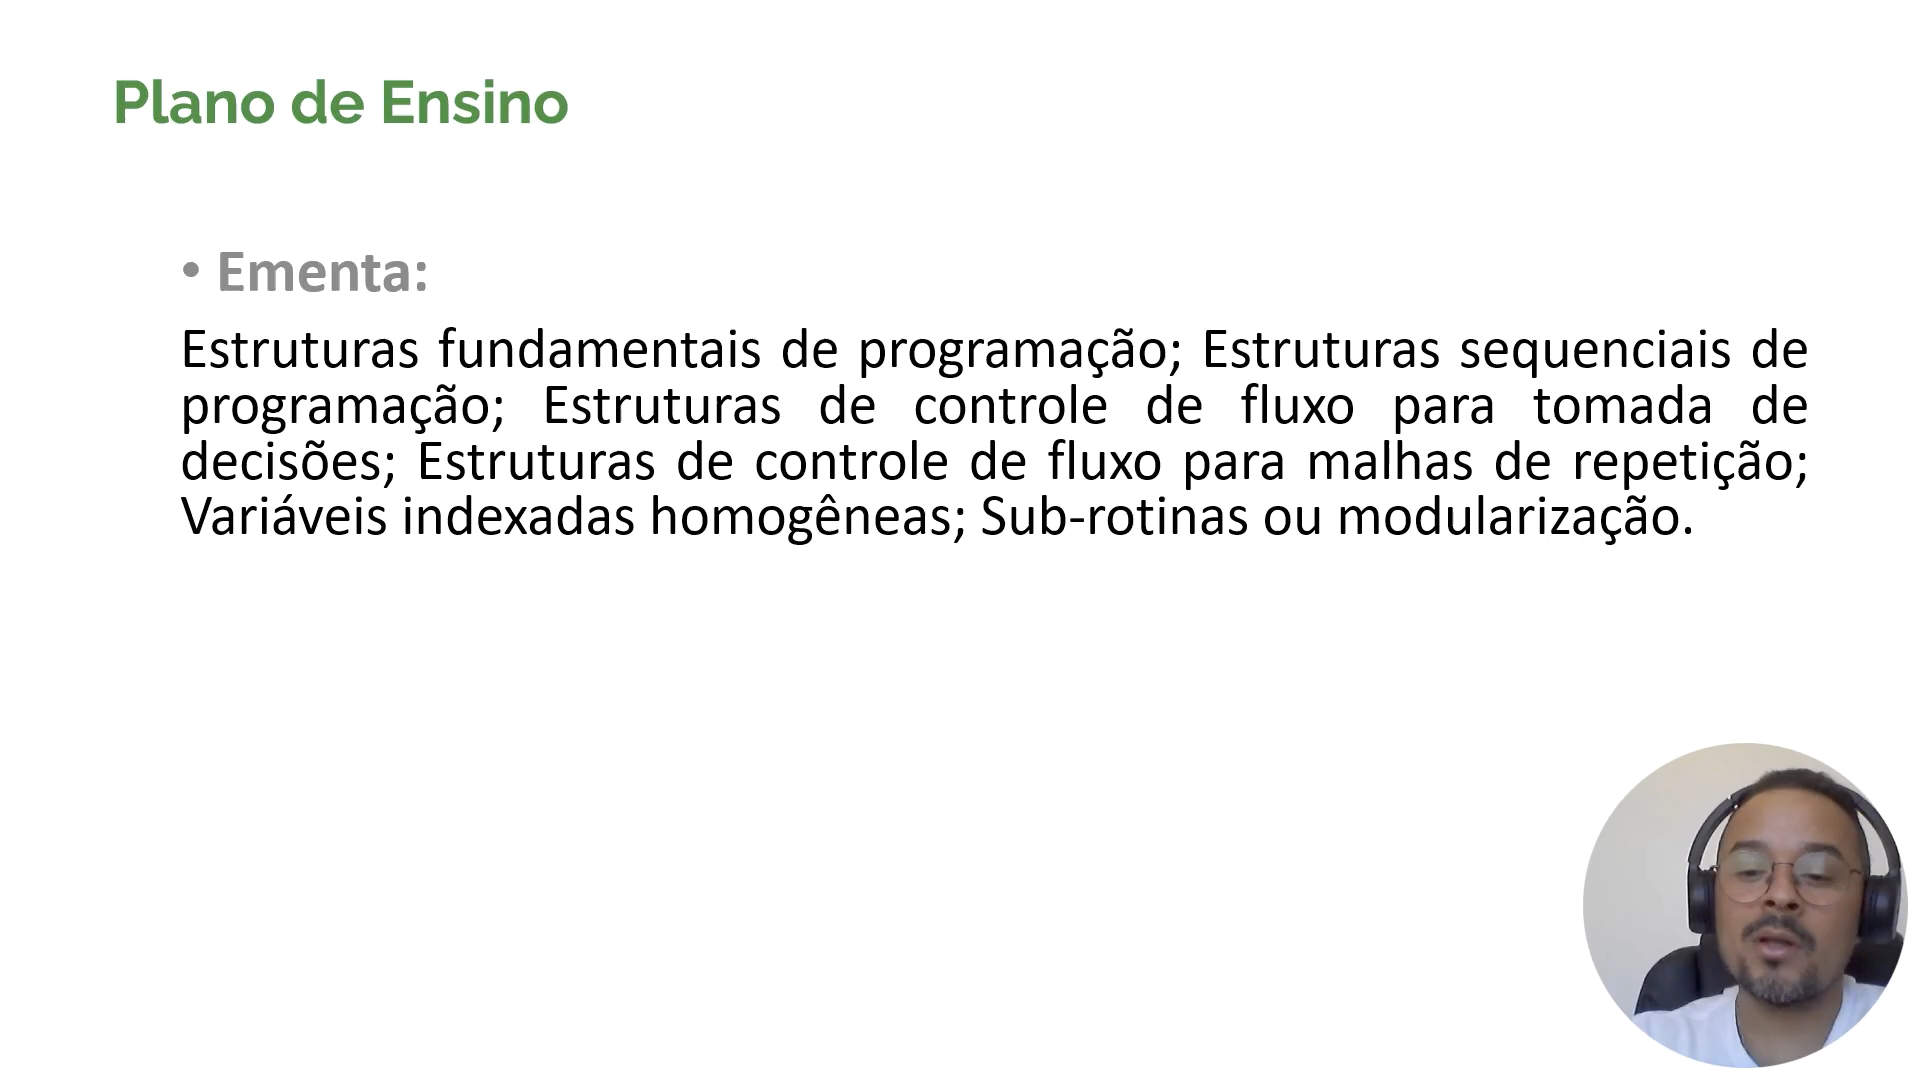 Plano de Ensino
• Ementa:
Estruturas fundamentais de programação; Estruturas sequenciais de
programação; Estruturas de controle de fluxo para tomada de
decisões; Estruturas de controle de fluxo para malhas de repetição;
Variáveis indexadas homogêneas; Sub-rotinas ou modularização.